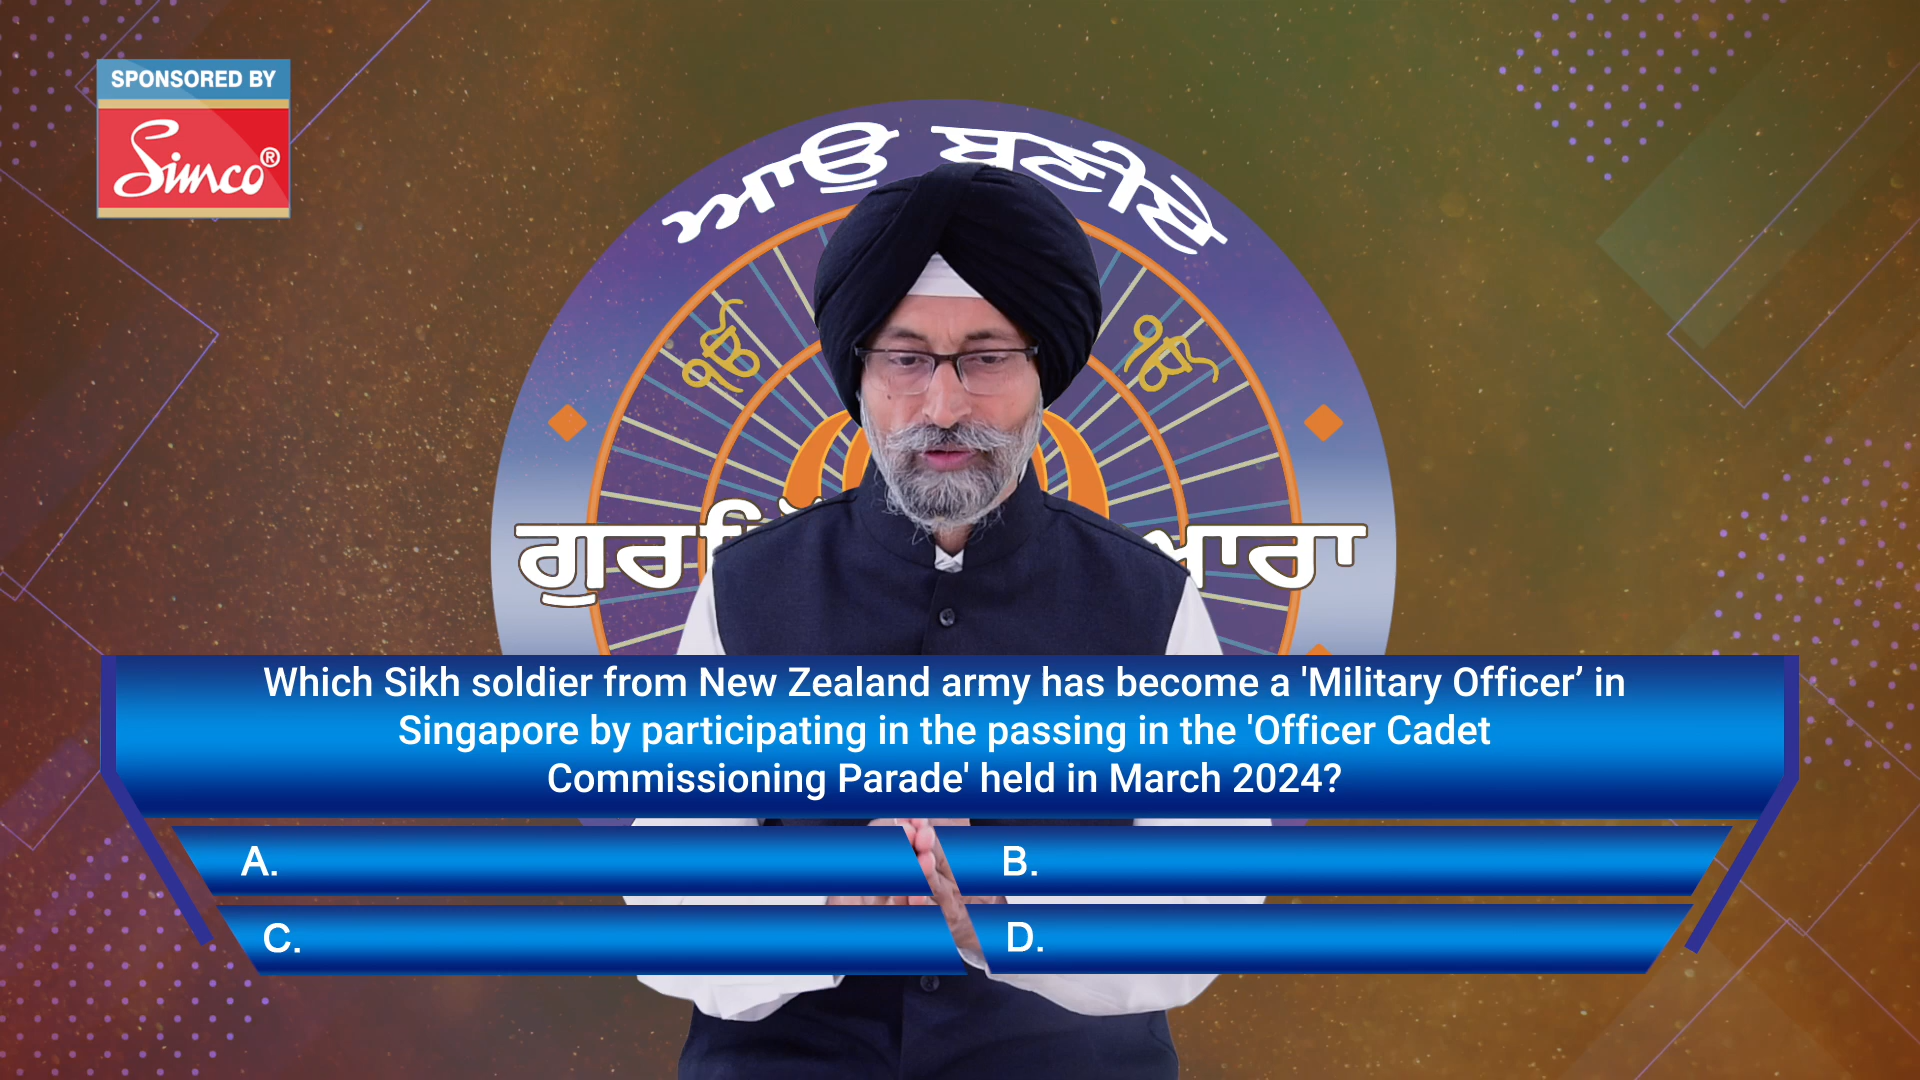 SPONSORED BY
Simco®
ਆਉ ਬਣੀਏ
Which Sikh soldier from New Zealand army has become a 'Military Officer’ in
Singapore by participating in the passing in the 'Officer Cadet
Commissioning Parade' held in March 2024?
A.
B.
C.
D.